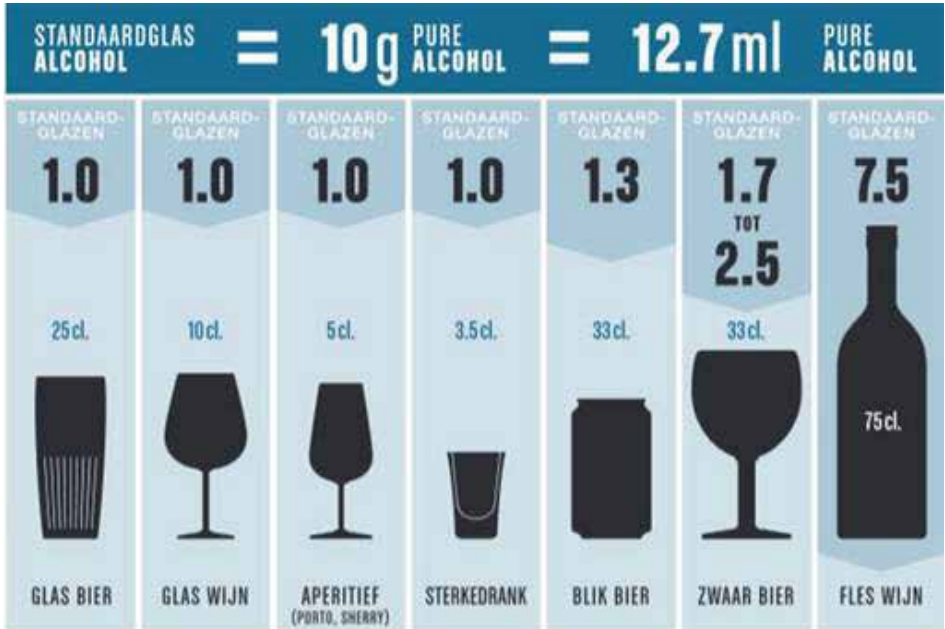 STANDAARDGLAS
ALCOHOL
=
10g
PURE
ALCOHOL
=
12.7ml
PURE
ALCOHOL
STANDAARD-
GLAZEN
1.0
25cl.
GLAS BIER
STANDAARD-
GLAZEN
1.0
10cl.
GLAS WIJN
STANDAARD-
GLAZEN
1.0
5cl.
APERITIEF
(PORTO, SHERRY)
STANDAARD-
GLAZEN
1.0
3.5cl.
STERKEDRANK
STANDAARD-
GLAZEN
1.3
33cl.
BLIK BIER
STANDAARD-
GLAZEN
1.7
TOT
2.5
33cl.
ZWAAR BIER
STANDAARD-
GLAZEN
7.5
75cl.
FLES WIJN